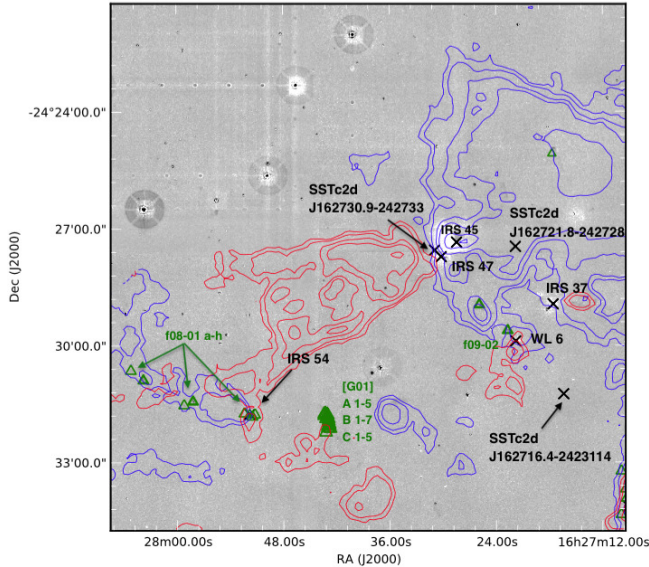 -24°24'00.0"
SSTc2d
J162730.9-242733
IRS 45
SSTc2d
J162721.8-242728
27'00.0"
IRS 47
IRS 37
Dec (J2000)
f08-01 a-h
f09-02
WL 6
30'00.0"
IRS 54
[G01]
A 1-5
B 1-7
C 1-5
SSTc2d
J162716.4-2423114
33'00.0"
28m00.00s
48.00s
36.00s
24.00s
16h27m12.00s
RA (J2000)